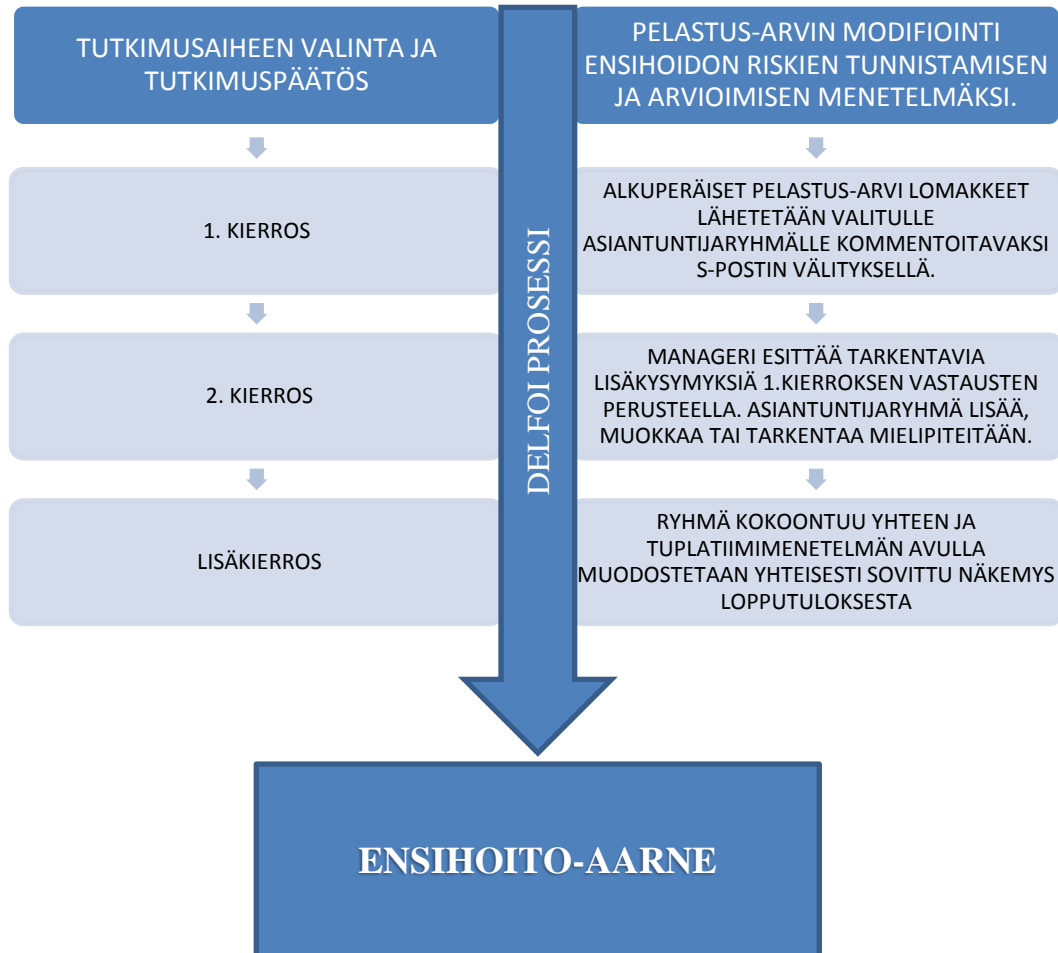 TUTKIMUSAIHEEN VALINTA JA
TUTKIMUSPÄÄTÖS
PELASTUS-ARVIN MODIFIOINTI
ENSIHOIDON RISKIEN TUNNISTAMISEN
JA ARVIOIMISEN MENETELMÄKSI.
1. KIERROS
ALKUPERÄISET PELASTUS-ARVI LOMAKKEET
LÄHETETÄÄN VALITULLE
ASIANTUNTIJARYHMÄLLE KOMMENTOITAVAKSI
S-POSTIN VÄLITYKSELLÄ.
2. KIERROS
MANAGERI ESITTÄÄ TARKENTAVIA
LISÄKYSYMYKSIÄ 1.KIERROKSEN VASTAUSTEN
PERUSTEELLA. ASIANTUNTIJARYHMÄ LISÄÄ,
MUOKKAA TAI TARKENTAA MIELIPITEITÄÄN.
LISÄKIERROS
RYHMÄ KOKOONTUU YHTEEN JA
TUPLATIIMIMENETELMÄN AVULLA
MUODOSTETAAN YHTEISESTI SOVITTU NÄKEMYS
LOPPUTULOKSESTA
DELFOI PROSESSI
ENSIHOITO-AARNE